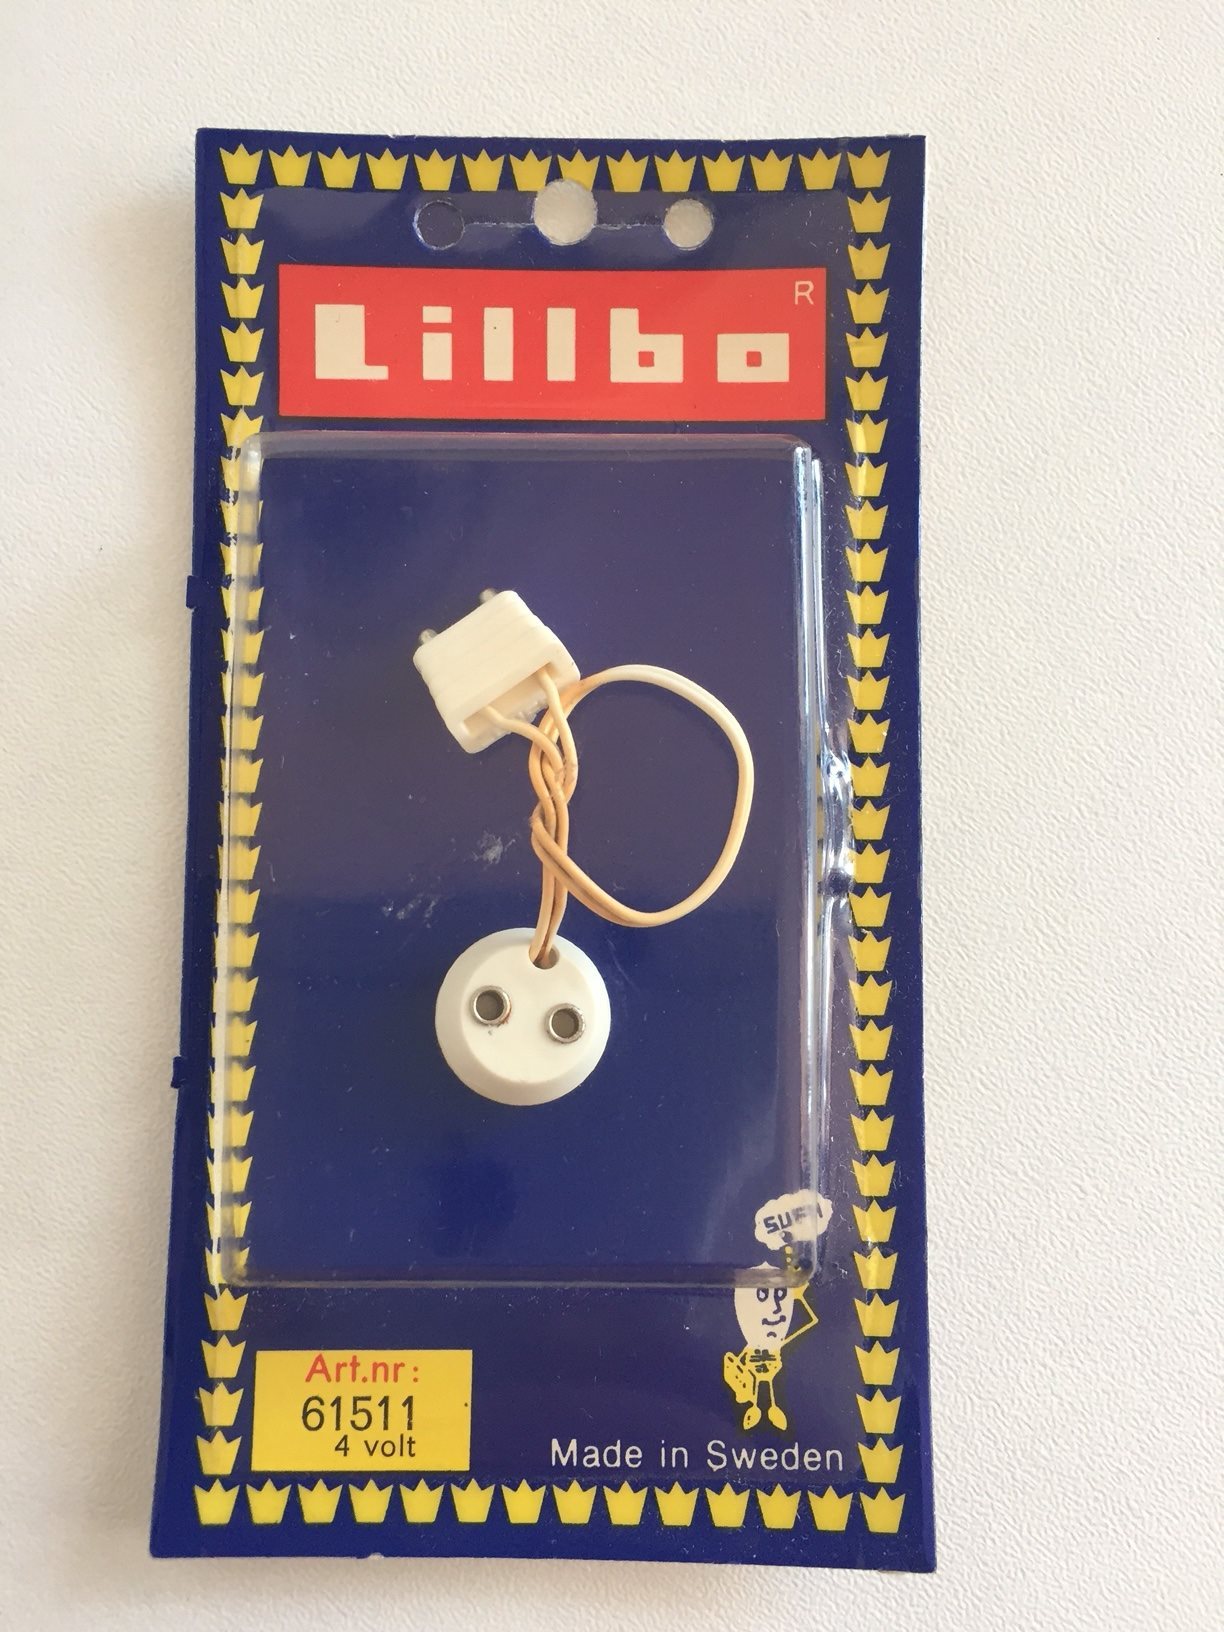 Lillbo R
Art.nr:
61511
4 volt
Made in Sweden